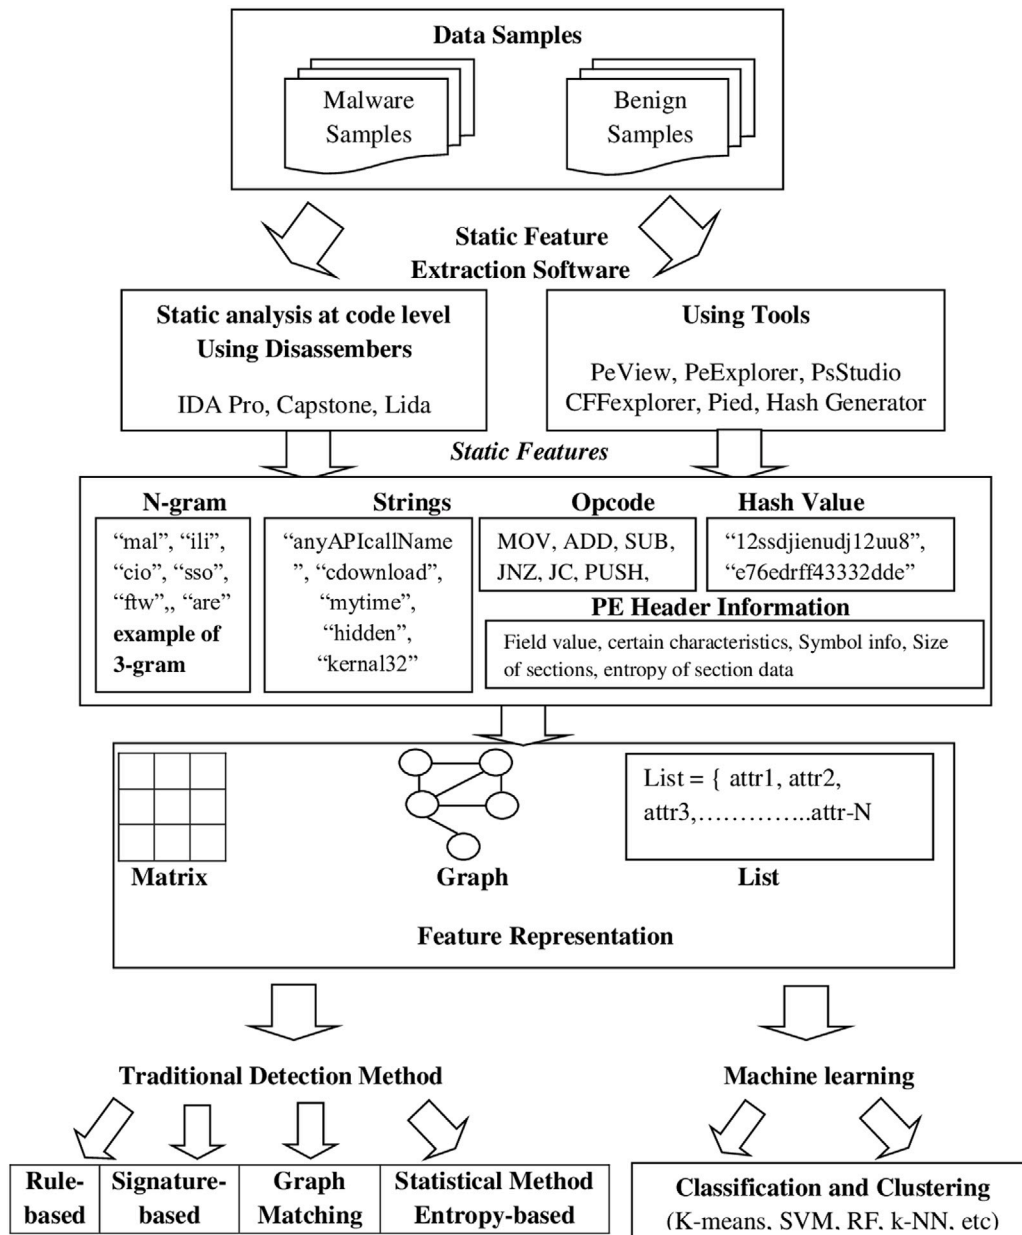 Data Samples
Malware
Samples
Benign
Samples
Static Feature
Extraction Software
Static analysis at code level
Using Disassembers
IDA Pro, Capstone, Lida
Using Tools
PeView, PeExplorer, PsStudio
CFFexplorer, Pied, Hash Generator
Static Features
N-gram
“mal”, “ili”,
“cio”, “sso”,
“ftw”,, “are”
example of
3-gram
Strings
“anyAPIcallName
”, “cdownload”,
“mytime”,
“hidden”,
“kernal32”
Opcode
MOV, ADD, SUB,
JNZ, JC, PUSH,
Hash Value
“12ssdjienudj12uu8”,
“e76edrff43332dde”
PE Header Information
Field value, certain characteristics, Symbol info, Size
of sections, entropy of section data
Matrix
Graph
List = { attr1, attr2,
attr3,…………..attr-N
List
Feature Representation
Traditional Detection Method
Machine learning
Rule-
based
Signature-
based
Graph
Matching
Statistical Method
Entropy-based
Classification and Clustering
(K-means, SVM, RF, k-NN, etc)